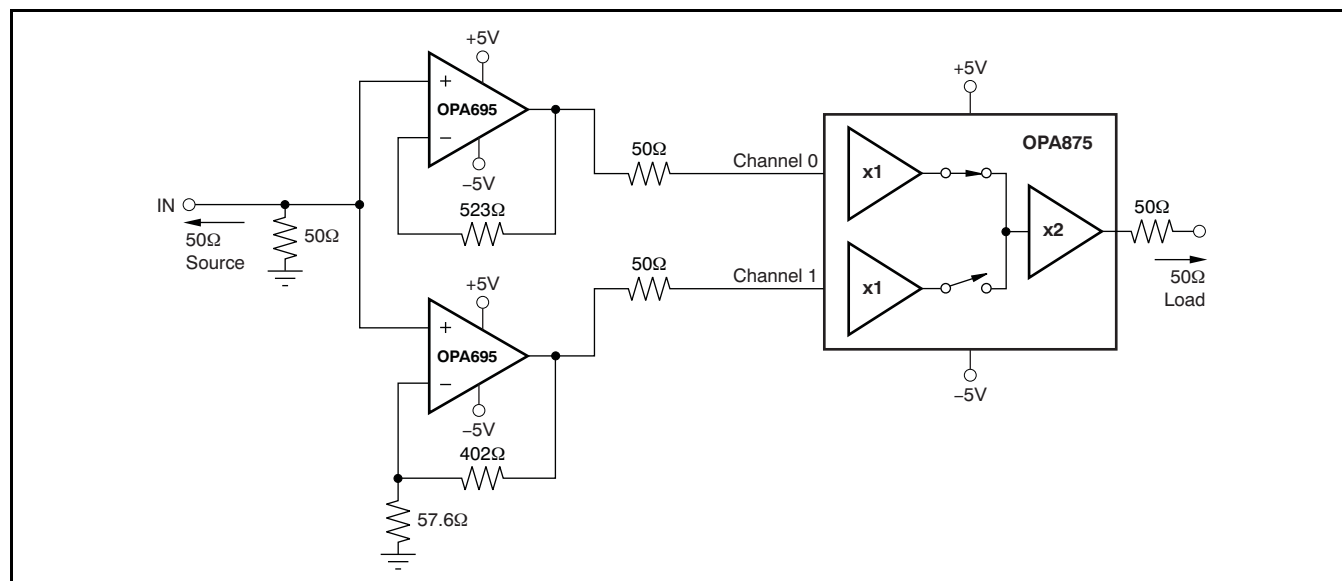 +5V
+
OPA695
−
−5V
523Ω
IN
50Ω
Source
50Ω
50Ω
Channel 0
+5V
OPA875
x1
x1
x2
50Ω
50Ω
Load
−5V
50Ω
Channel 1
+5V
+
OPA695
−
−5V
402Ω
57.6Ω